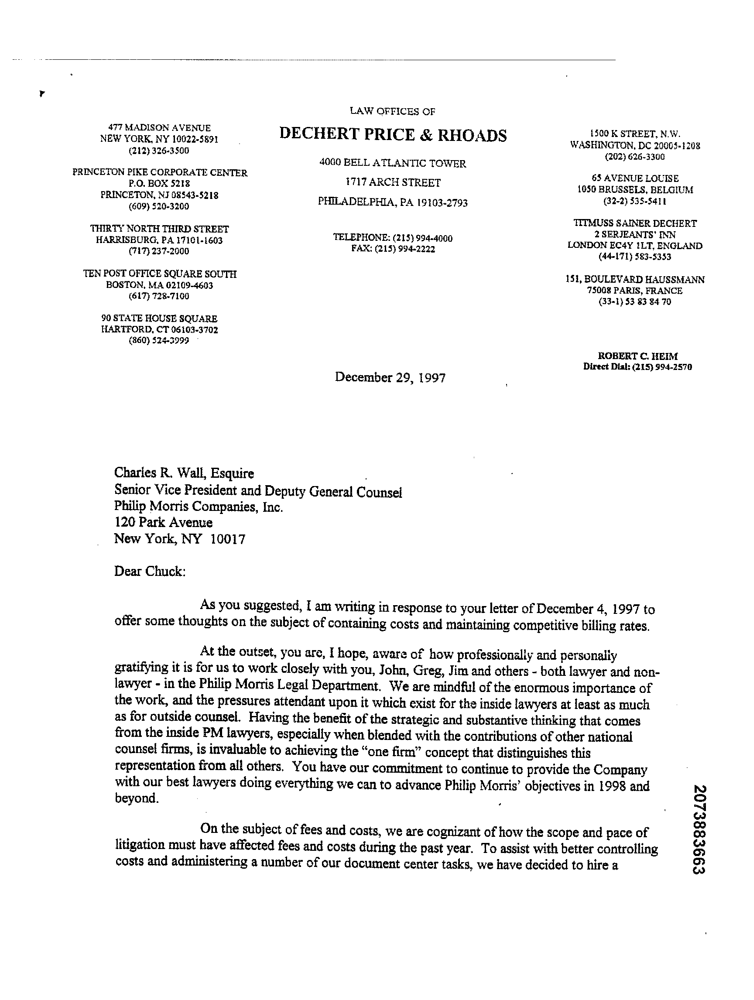 LAW OFFICES OF
DECHERT PRICE & RHOADS
4000 BELL ATLANTIC TOWER
1717 ARCH STREET
PHILADELPHIA, PA 19103-2793
TELEPHONE: (215) 994-4000
FAX: (215) 994-2222
477 MADISON AVENUE
NEW YORK, NY 10022-5891
(212) 326-3500
PRINCETON PIKE CORPORATE CENTER
P.O. BOX 5218
PRINCETON, NJ 08543-5218
(609) 520-3200
THIRTY NORTH THIRD STREET
HARRISBURG, PA 17101-1603
(717) 237-2000
TEN POST OFFICE SQUARE SOUTH
BOSTON, MA 02109-4603
(617) 728-7100
90 STATE HOUSE SQUARE
HARTFORD, CT 06103-3702
(860) 524-3999
1500 K STREET, N.W.
WASHINGTON, DC 20005-1208
(202) 626-3300
65 AVENUE LOUISE
1050 BRUSSELS, BELGIUM
(32-2) 535-5411
TITMUSS SAINER DECHERT
2 SERJEANTS' INN
LONDON EC4Y 1LT, ENGLAND
(44-171) 583-5353
151, BOULEVARD HAUSSMANN
75008 PARIS, FRANCE
(33-1) 53 83 84 70
ROBERT C. HEIM
Direct Dial: (215) 994-2570
December 29, 1997
Charles R. Wall, Esquire
Senior Vice President and Deputy General Counsel
Philip Morris Companies, Inc.
120 Park Avenue
New York, NY 10017
Dear Chuck:
As you suggested, I am writing in response to your letter of December 4, 1997 to
offer some thoughts on the subject of containing costs and maintaining competitive billing rates.
At the outset, you are, I hope, aware of how professionally and personally
gratifying it is for us to work closely with you, John, Greg, Jim and others - both lawyer and non-
lawyer - in the Philip Morris Legal Department. We are mindful of the enormous importance of
the work, and the pressures attendant upon it which exist for the inside lawyers at least as much
as for outside counsel. Having the benefit of the strategic and substantive thinking that comes
from the inside PM lawyers, especially when blended with the contributions of other national
counsel firms, is invaluable to achieving the "one firm" concept that distinguishes this
representation from all others. You have our commitment to continue to provide the Company
with our best lawyers doing everything we can to advance Philip Morris' objectives in 1998 and
beyond.
On the subject of fees and costs, we are cognizant of how the scope and pace of
litigation must have affected fees and costs during the past year. To assist with better controlling
costs and administering a number of our document center tasks, we have decided to hire a
2073883663